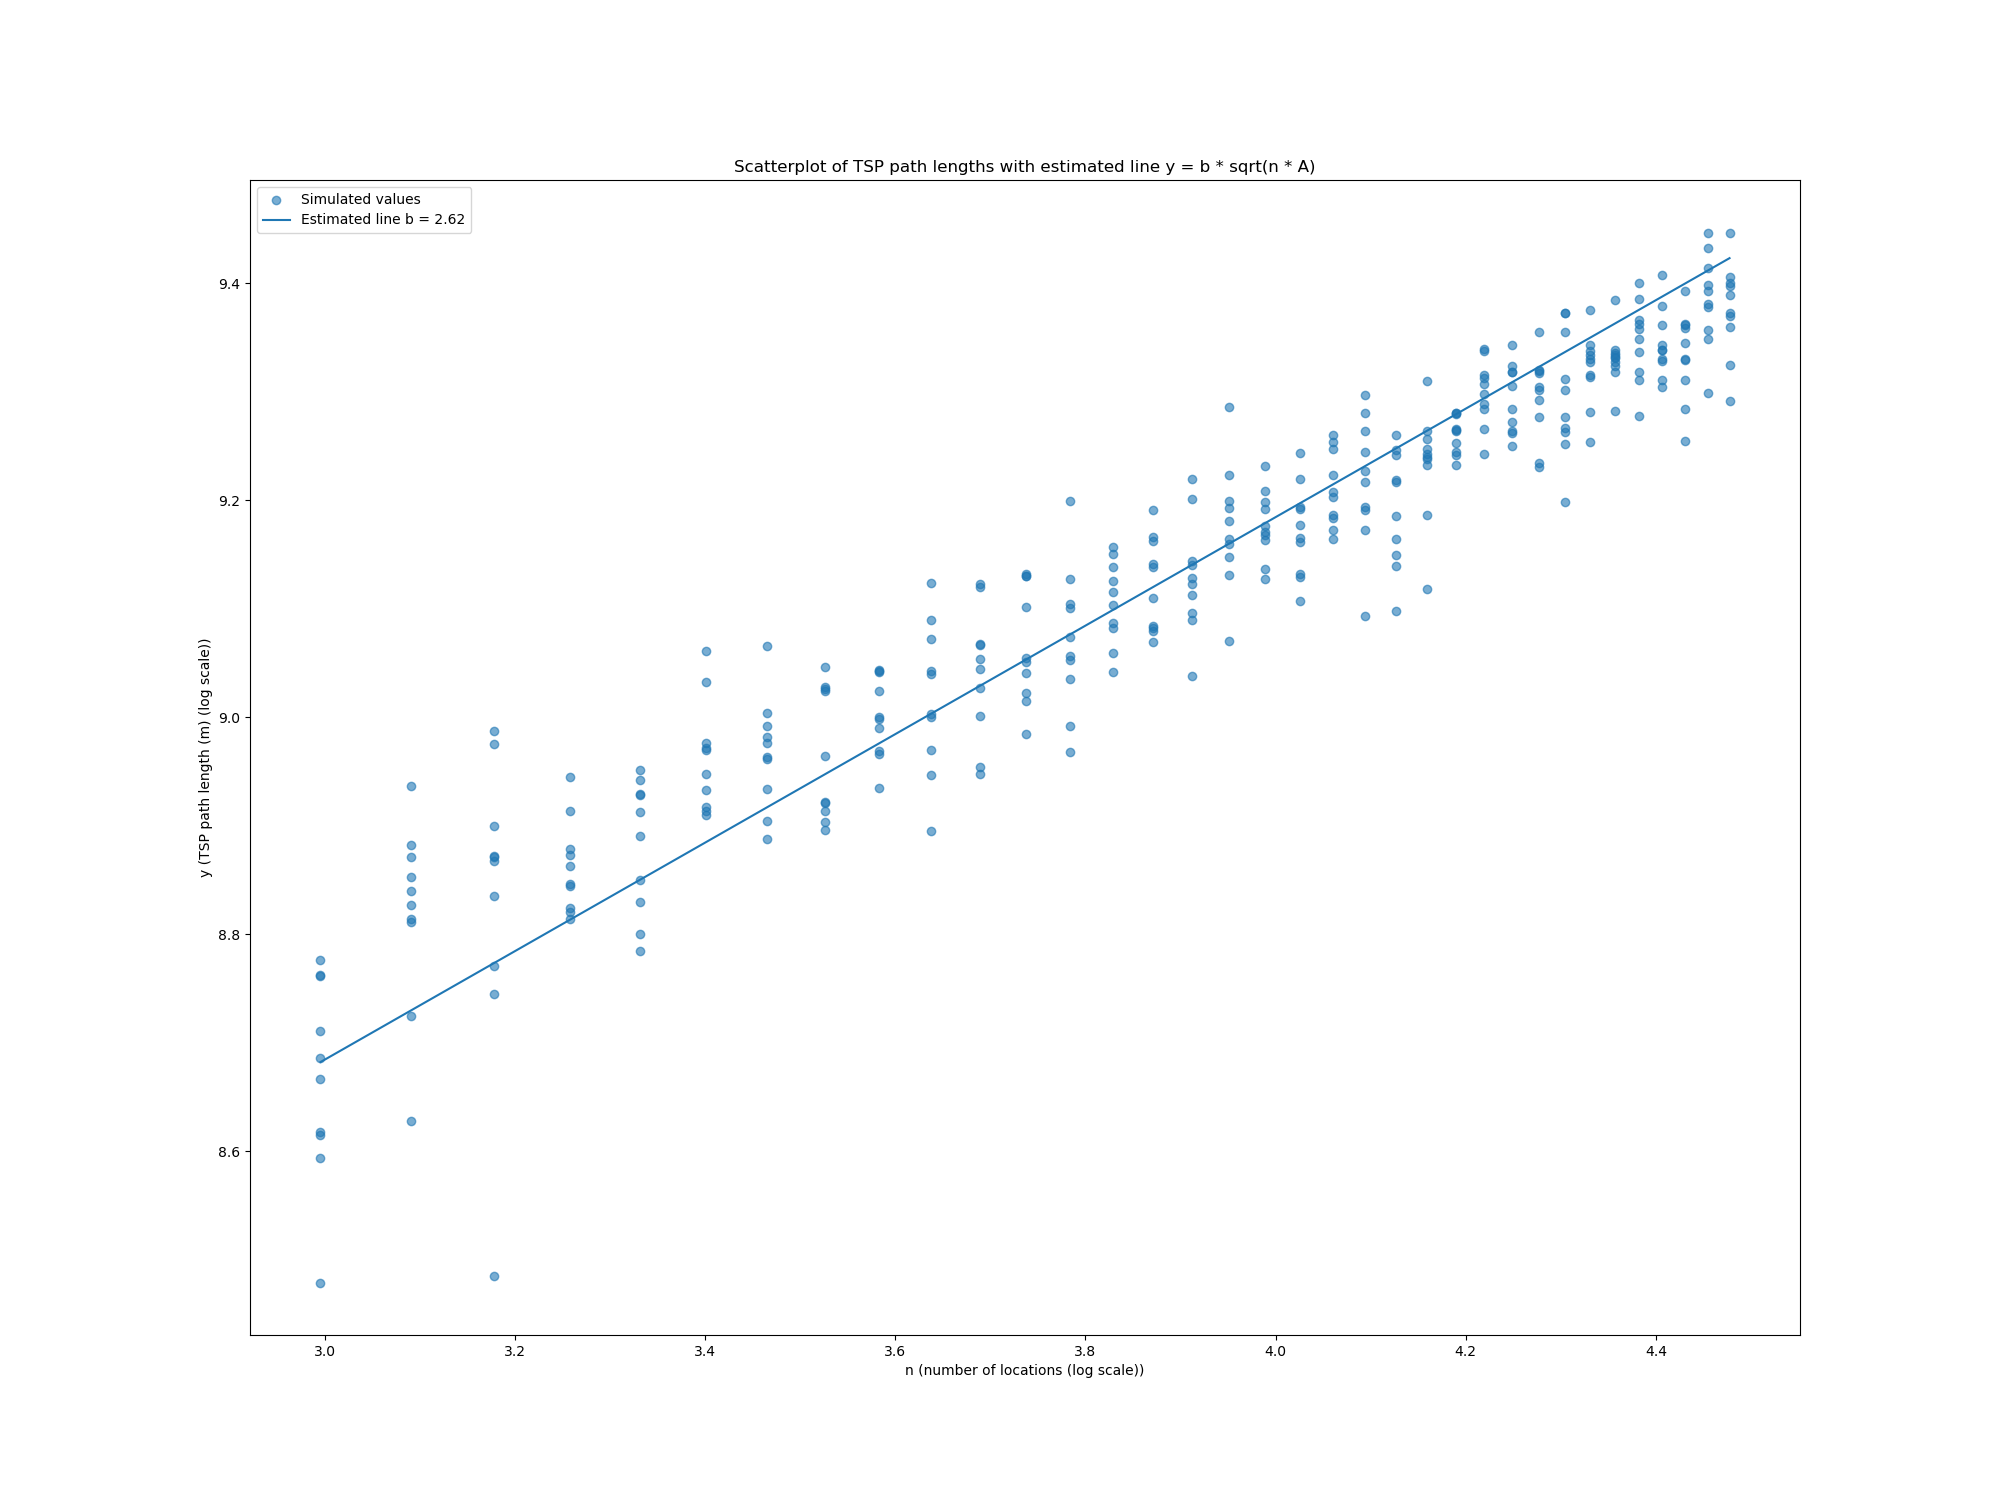 Scatterplot of TSP path lengths with estimated line y = b * sqrt(n * A)
Simulated values
Estimated line b = 2.62
9.4
9.2
9.0
8.8
8.6
y (TSP path length (m) (log scale))
3.0 3.2 3.4 3.6 3.8 4.0 4.2 4.4
n (number of locations (log scale))